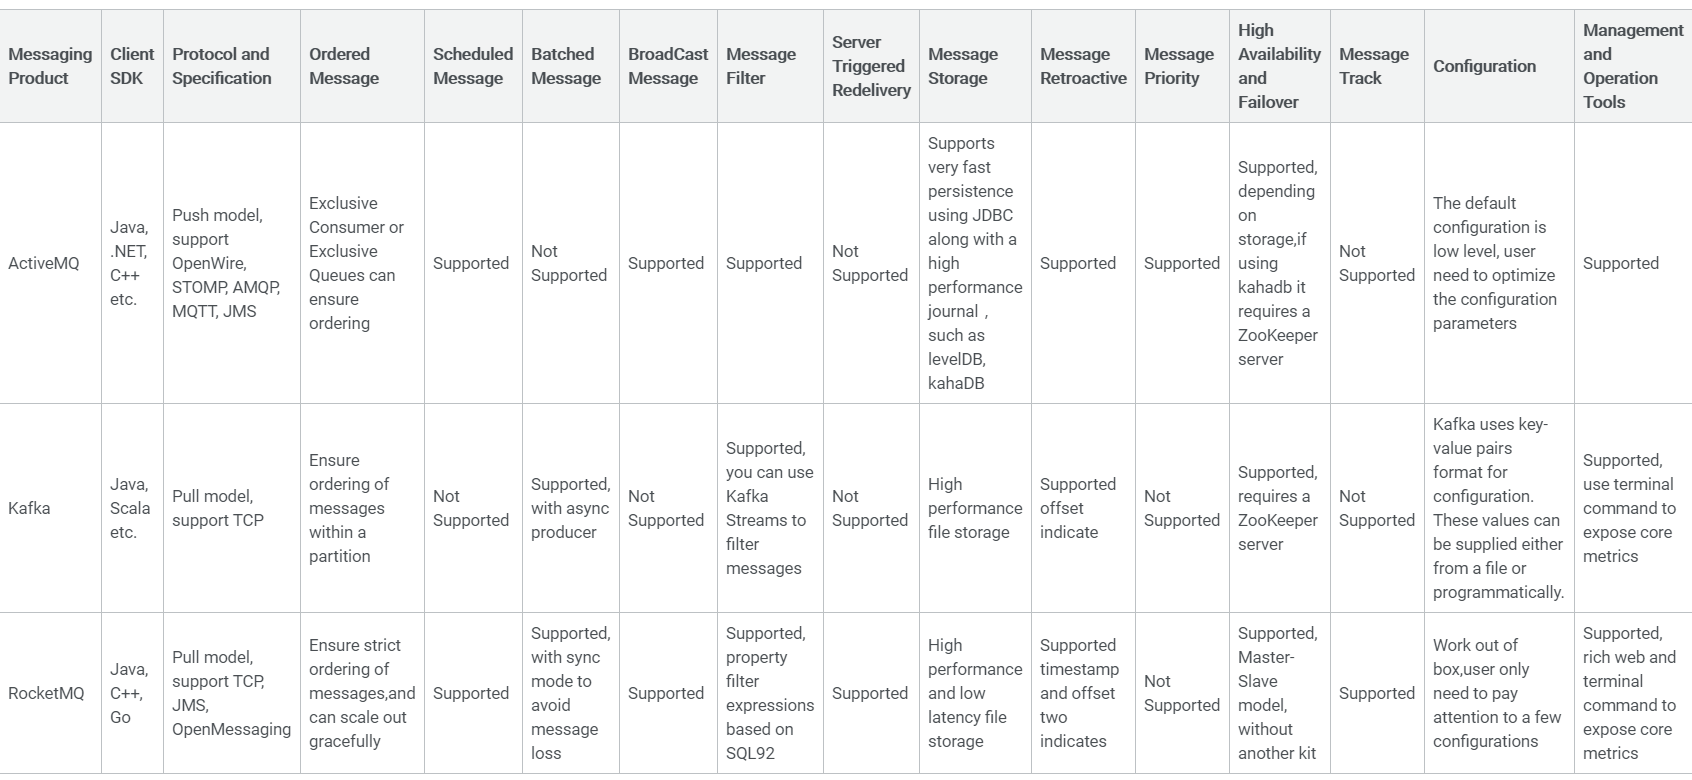 Messaging
Product
Client
SDK
Protocol and
Specification
Ordered
Message
Scheduled
Message
Batched
Message
BroadCast
Message
Message
Filter
Server
Triggered
Redelivery
Message
Storage
Message
Retroactive
Message
Priority
High
Availability
and
Failover
Message
Track
Configuration
Management
and
Operation
Tools
ActiveMQ
Java,
.NET,
C++
etc.
Push model,
support
OpenWire,
STOMP, AMQP,
MQTT, JMS
Exclusive
Consumer or
Exclusive
Queues can
ensure
ordering
Supported
Not
Supported
Supported
Supported
Not
Supported
Supports
very fast
persistence
using JDBC
along with a
high
performance
journal，
such as
levelDB,
kahaDB
Supported
Supported
Supported,
depending
on
storage,if
using
kahadb it
requires a
ZooKeeper
server
Not
Supported
The default
configuration is
low level, user
need to optimize
the configuration
parameters
Supported
Kafka
Java,
Scala
etc.
Pull model,
support TCP
Ensure
ordering of
messages
within a
partition
Not
Supported
Supported,
with async
producer
Not
Supported
Supported,
you can use
Kafka
Streams to
filter
messages
Not
Supported
High
performance
file storage
Supported
offset
indicate
Not
Supported
Supported,
requires a
ZooKeeper
server
Not
Supported
Kafka uses key-
value pairs
format for
configuration.
These values can
be supplied either
from a file or
programmatically.
Supported,
use terminal
command to
expose core
metrics
RocketMQ
Java,
C++,
Go
Pull model,
support TCP,
JMS,
OpenMessaging
Ensure strict
ordering of
messages,and
can scale out
gracefully
Supported
Supported,
with sync
mode to
avoid
message
loss
Supported
Supported,
property
filter
expressions
based on
SQL92
Supported
High
performance
and low
latency file
storage
Supported
timestamp
and offset
two
indicates
Not
Supported
Supported,
Master-
Slave
model,
without
another kit
Supported
Work out of
box,user only
need to pay
attention to a few
configurations
Supported,
rich web and
terminal
command to
expose core
metrics